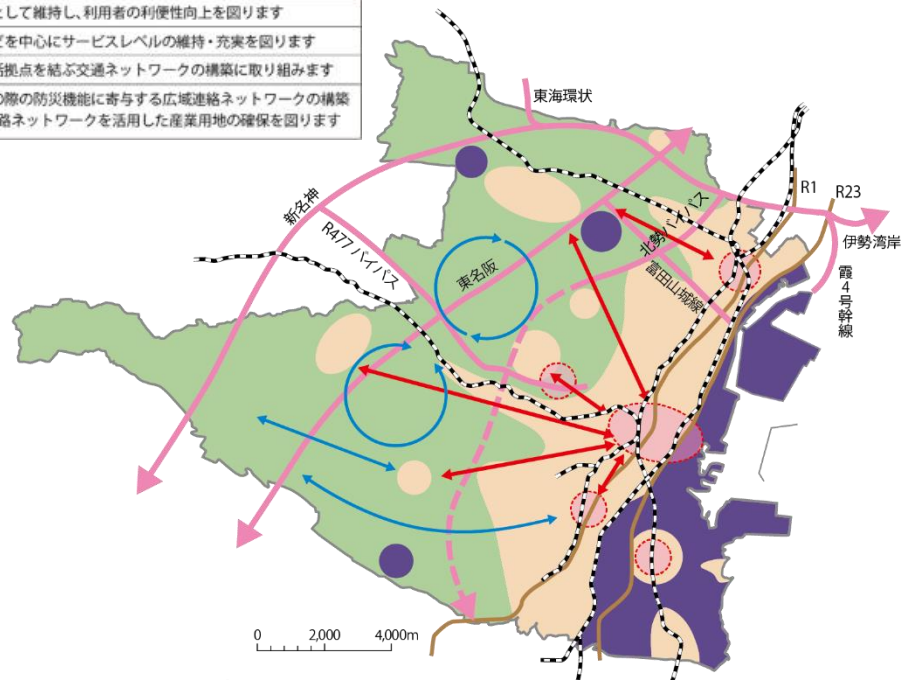 として維持し、利用者の利便性向上を図ります
を中心にサービスレベルの維持・充実を図ります
拠点を結ぶ交通ネットワークの構築に取り組みます
の際の防災機能に寄与する広域連絡ネットワークの構築
路ネットワークを活用した産業用地の確保を図ります
東海環状
R1
R23
新名神
R477 バイパス
東名阪
北勢バイパス
富田山城線
伊勢湾岸
霞4号幹線
0 2,000 4,000m